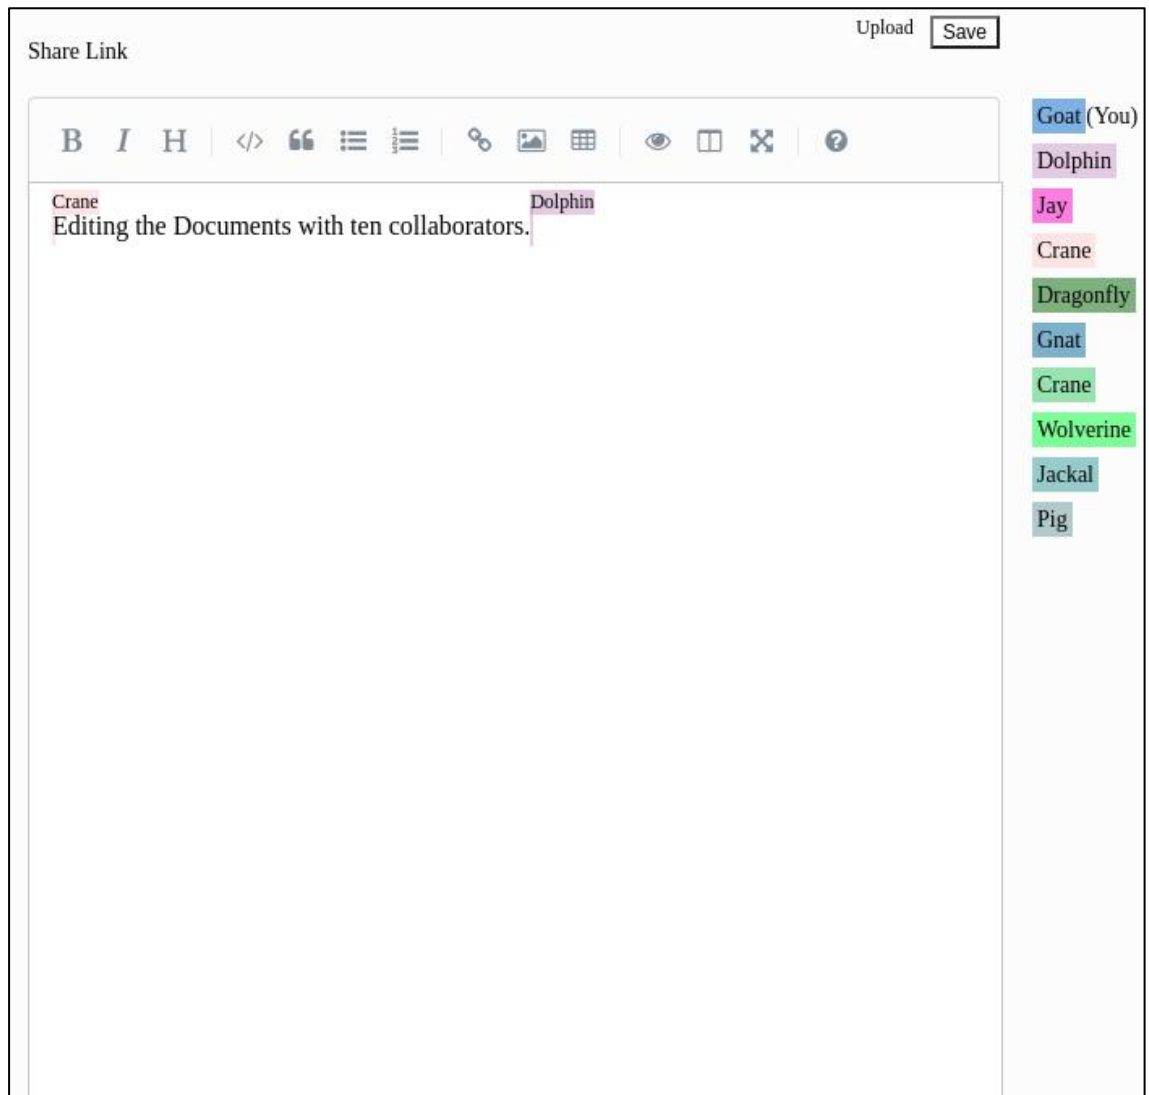 Upload Save
Share Link
B I H
Crane Dolphin
Editing the Documents with ten collaborators.
Goat (You)
Dolphin
Jay
Crane
Dragonfly
Gnat
Crane
Wolverine
Jackal
Pig